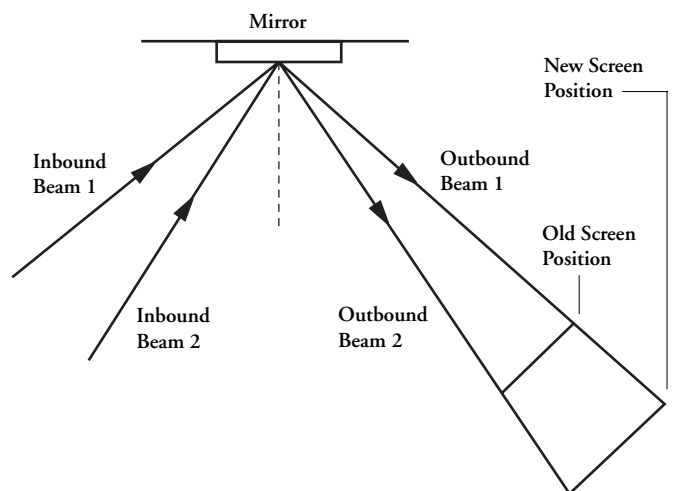 Mirror
New Screen
Position
Inbound
Beam 1
Outbound
Beam 1
Old Screen
Position
Inbound
Beam 2
Outbound
Beam 2